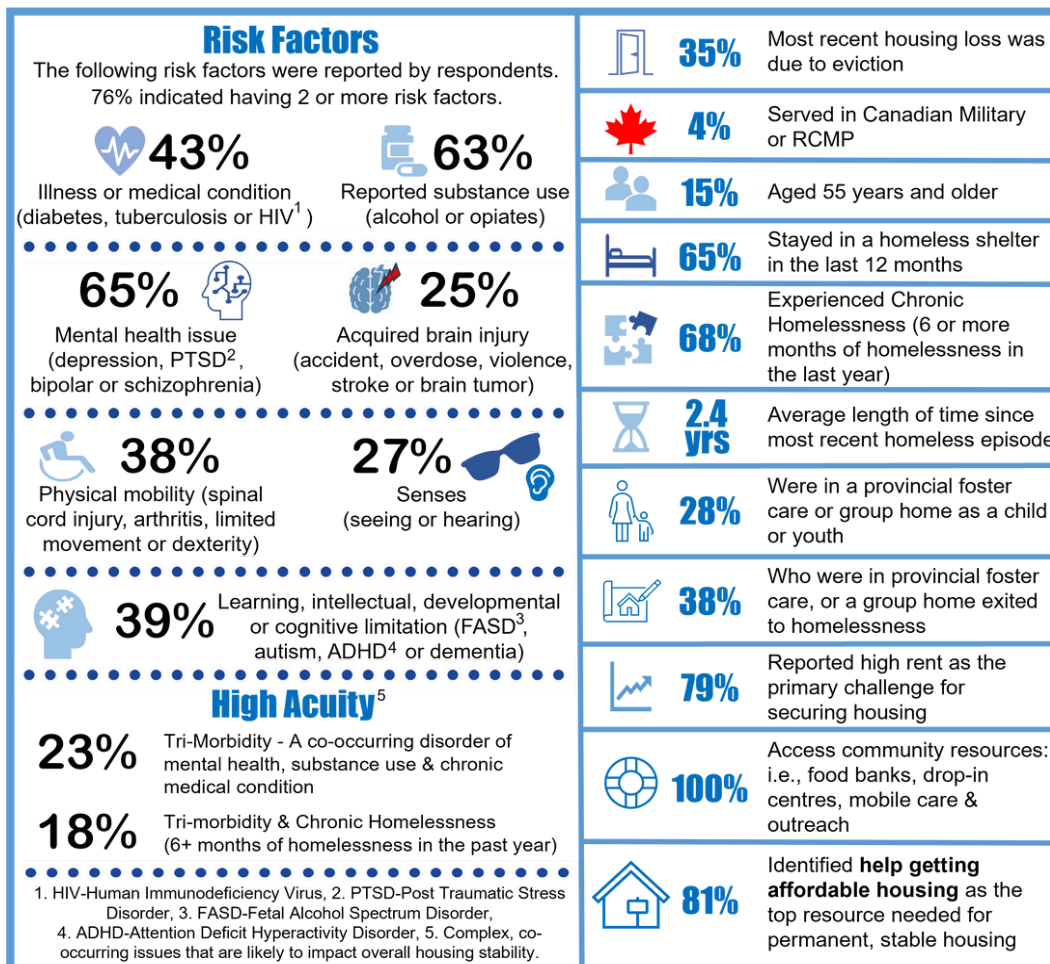 Risk Factors
The following risk factors were reported by respondents.
76% indicated having 2 or more risk factors.
43%
Illness or medical condition
(diabetes, tuberculosis or HIV1 )
63%
Reported substance use
(alcohol or opiates)
65%
Mental health issue
(depression, PTSD2,
bipolar or schizophrenia)
25%
Acquired brain injury
(accident, overdose, violence,
stroke or brain tumor)
38%
Physical mobility (spinal
cord injury, arthritis, limited
movement or dexterity)
27%
Senses
(seeing or hearing)
39%
Learning, intellectual, developmental
or cognitive limitation (FASD3,
autism, ADHD4 or dementia)
High Acuity5
23%
Tri-Morbidity - A co-occurring disorder of
mental health, substance use & chronic
medical condition
18%
Tri-morbidity & Chronic Homelessness
(6+ months of homelessness in the past year)
1. HIV-Human Immunodeficiency Virus, 2. PTSD-Post Traumatic Stress
Disorder, 3. FASD-Fetal Alcohol Spectrum Disorder,
4. ADHD-Attention Deficit Hyperactivity Disorder, 5. Complex, co-
occurring issues that are likely to impact overall housing stability.
35%
Most recent housing loss was
due to eviction
4%
Served in Canadian Military
or RCMP
15%
Aged 55 years and older
65%
Stayed in a homeless shelter
in the last 12 months
68%
Experienced Chronic
Homelessness (6 or more
months of homelessness in
the last year)
2.4
yrs
Average length of time since
most recent homeless episode
28%
Were in a provincial foster
care or group home as a child
or youth
38%
Who were in provincial foster
care, or a group home exited
to homelessness
79%
Reported high rent as the
primary challenge for
securing housing
100%
Access community resources:
i.e., food banks, drop-in
centres, mobile care &
outreach
81%
Identified help getting
affordable housing as the
top resource needed for
permanent, stable housing